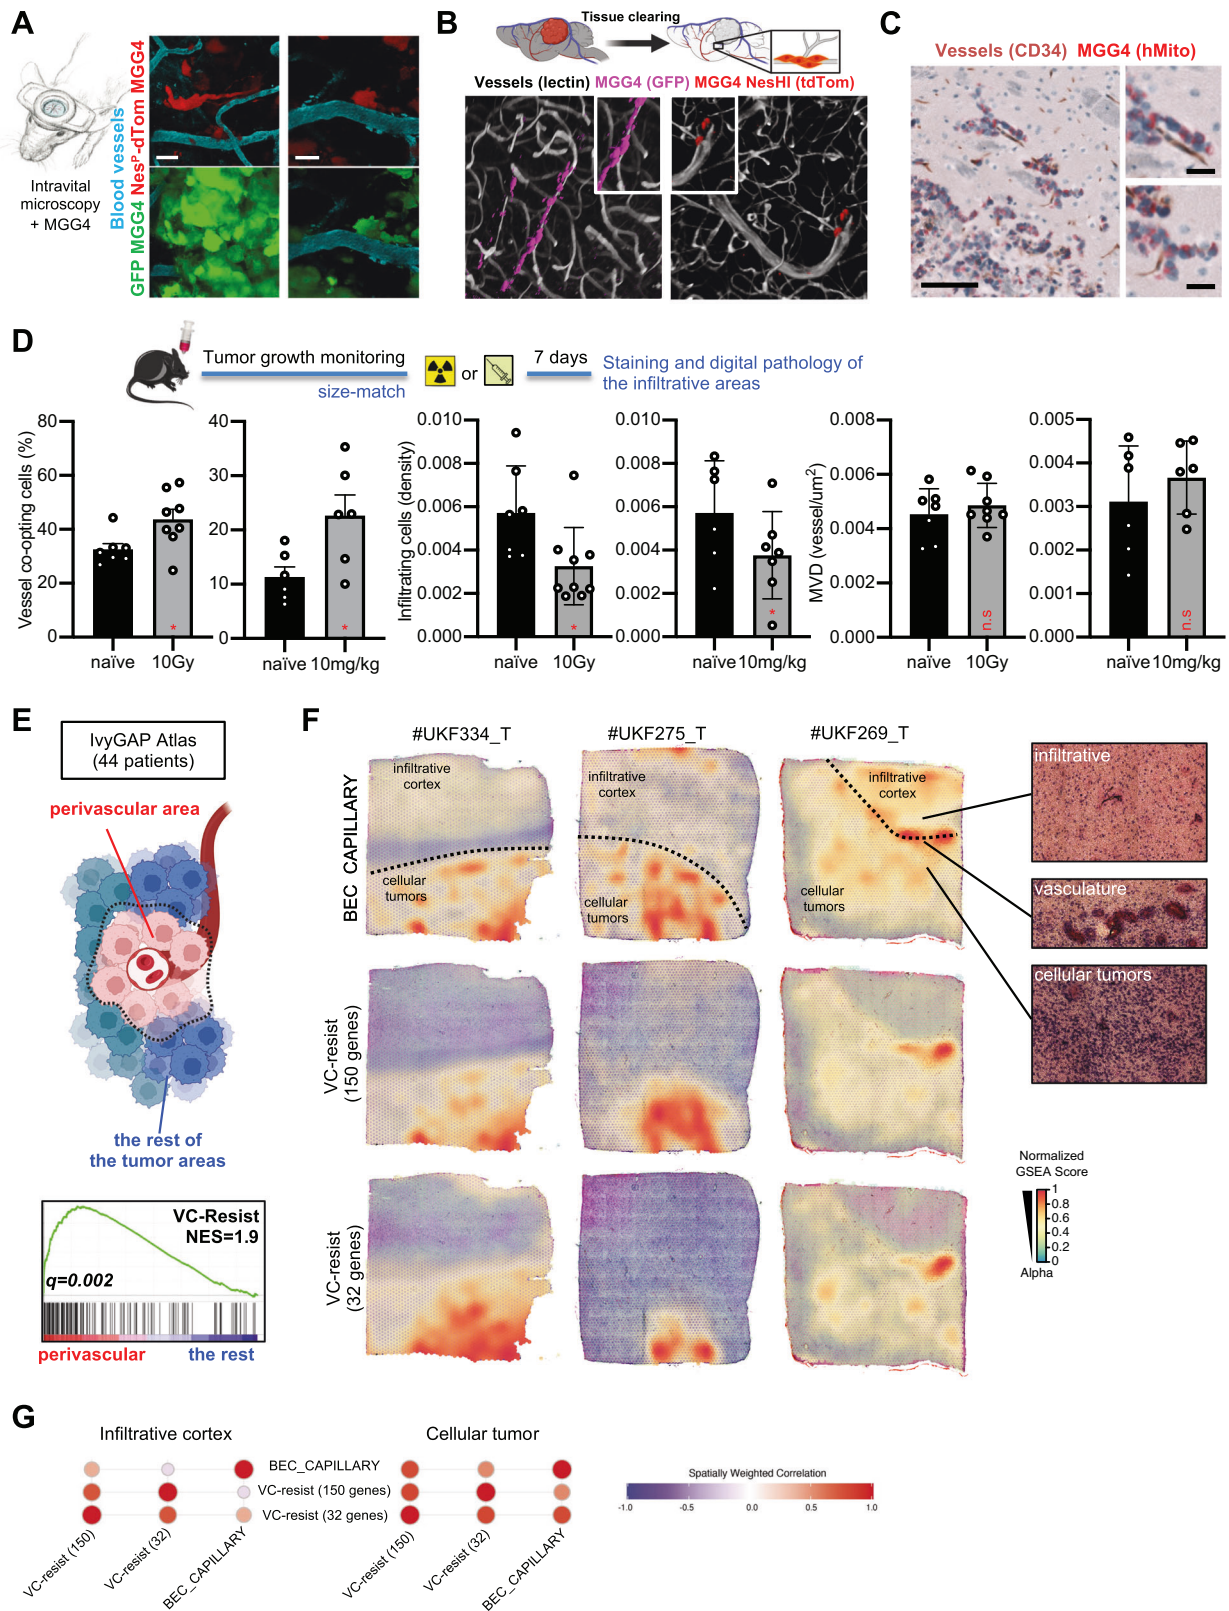 A
Intravital
microscopy
+ MGG4
Blood vessels
GFP MGG4 Nesᴾ-dTom MGG4
B
Tissue clearing
Vessels (lectin) MGG4 (GFP) MGG4 NesHI (tdTom)
C
Vessels (CD34) MGG4 (hMito)
D
Tumor growth monitoring
size-match
or
7 days
Staining and digital pathology of
the infiltrative areas
Vessel co-opting cells (%)
80
60
40
20
0
naïve
10Gy
*
40
30
20
10
0
naïve
10mg/kg
*
Infiltrating cells (density)
0.010
0.008
0.006
0.004
0.002
0.000
naïve
10Gy
*
0.010
0.008
0.006
0.004
0.002
0.000
naïve
10mg/kg
*
MVD (vessel/um²)
0.008
0.006
0.004
0.002
0.000
naïve
10Gy
n.s
0.005
0.004
0.003
0.002
0.001
0.000
naïve
10mg/kg
n.s
E
IvyGAP Atlas
(44 patients)
perivascular area
the rest of
the tumor areas
VC-Resist
NES=1.9
q=0.002
perivascular
the rest
F
#UKF334_T
#UKF275_T
#UKF269_T
BEC CAPILLARY
infiltrative
cortex
cellular
tumors
infiltrative
cortex
cellular
tumors
infiltrative
cortex
cellular
tumors
infiltrative
vasculature
cellular tumors
VC-resist
(150 genes)
VC-resist
(32 genes)
Normalized
GSEA Score
1
0.8
0.6
0.4
0.2
0
Alpha
G
Infiltrative cortex
Cellular tumor
BEC_CAPILLARY
VC-resist (150 genes)
VC-resist (32 genes)
VC-resist (150)
VC-resist (32)
BEC_CAPILLARY
VC-resist (150)
VC-resist (32)
BEC_CAPILLARY
Spatially Weighted Correlation
-1.0
-0.5
0.0
0.5
1.0